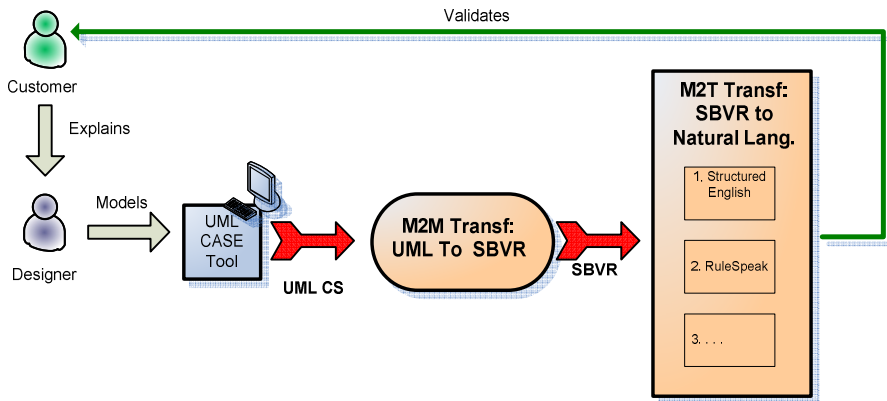 Validates
Customer
Explains
Designer
Models
UML
CASE
Tool
UML CS
M2M Transf:
UML To SBVR
SBVR
M2T Transf:
SBVR to
Natural Lang.
1. Structured
English
2. RuleSpeak
3. . . .